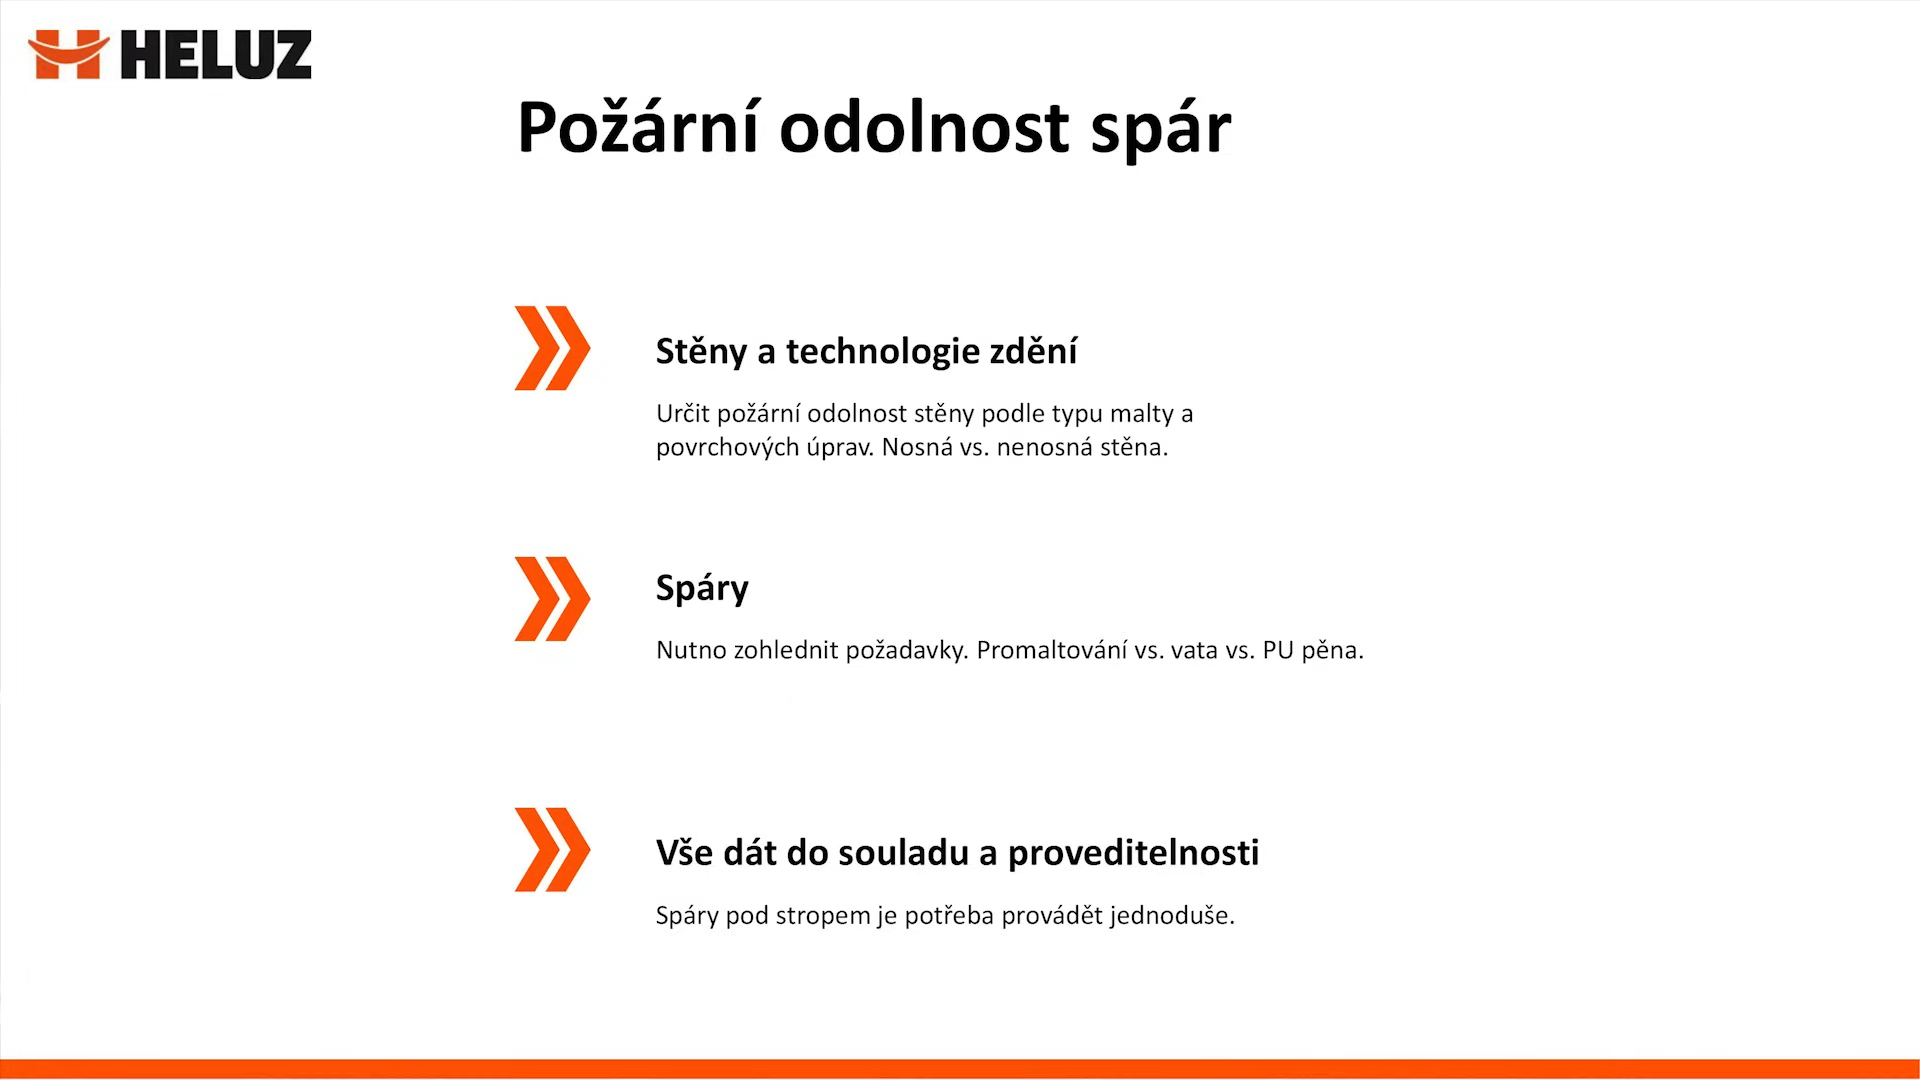 HELUZ
Požární odolnost spár
Stěny a technologie zdění
Určit požární odolnost stěny podle typu malty a
povrchových úprav. Nosná vs. nenosná stěna.
Spáry
Nutno zohlednit požadavky. Promaltování vs. vata vs. PU pěna.
Vše dát do souladu a proveditelnosti
Spáry pod stropem je potřeba provádět jednoduše.